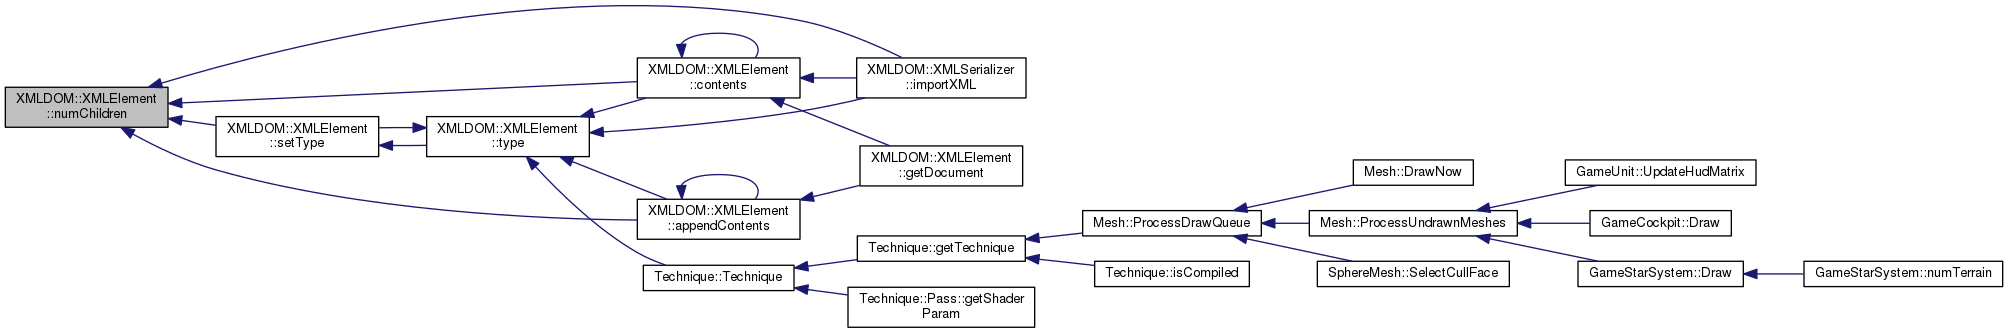 XMLDOM::XMLElement
::numChildren
XMLDOM::XMLElement
::setType
XMLDOM::XMLElement
::type
XMLDOM::XMLElement
::contents
XMLDOM::XMLElement
::appendContents
Technique::Technique
XMLDOM::XMLSerializer
::importXML
XMLDOM::XMLElement
::getDocument
Technique::getTechnique
Technique::Pass::getShader
Param
Mesh::ProcessDrawQueue
Technique::isCompiled
Mesh::DrawNow
Mesh::ProcessUndrawnMeshes
SphereMesh::SelectCullFace
GameUnit::UpdateHudMatrix
GameCockpit::Draw
GameStarSystem::Draw
GameStarSystem::numTerrain